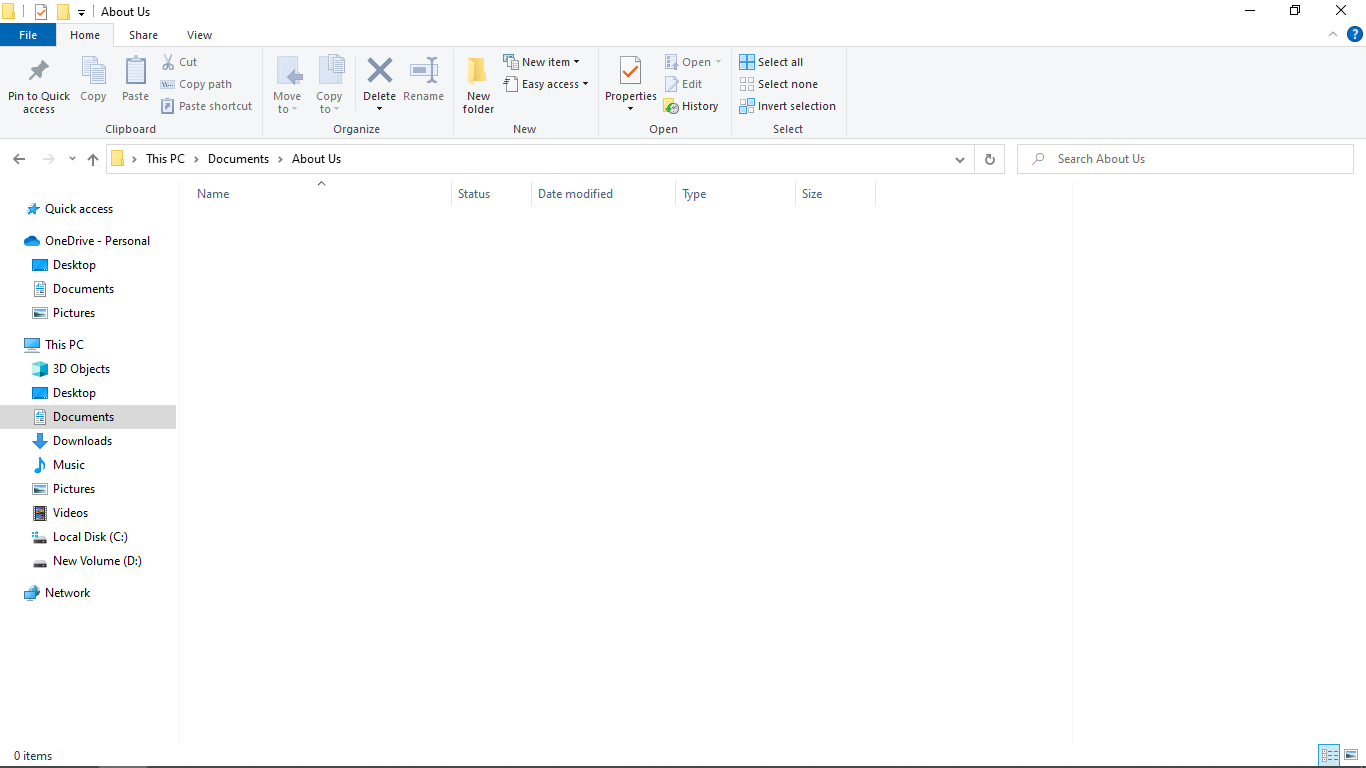 About Us
File Home Share View
Pin to Quick access
Copy
Paste
Cut
Copy path
Paste shortcut
Clipboard
Move to
Copy to
Delete
Rename
Organize
New folder
New item
Easy access
New
Properties
Open
Edit
History
Open
Select all
Select none
Invert selection
Select
This PC Documents About Us
Search About Us
Name Status Date modified Type Size
Quick access
OneDrive - Personal
Desktop
Documents
Pictures
This PC
3D Objects
Desktop
Documents
Downloads
Music
Pictures
Videos
Local Disk (C:)
New Volume (D:)
Network
0 items